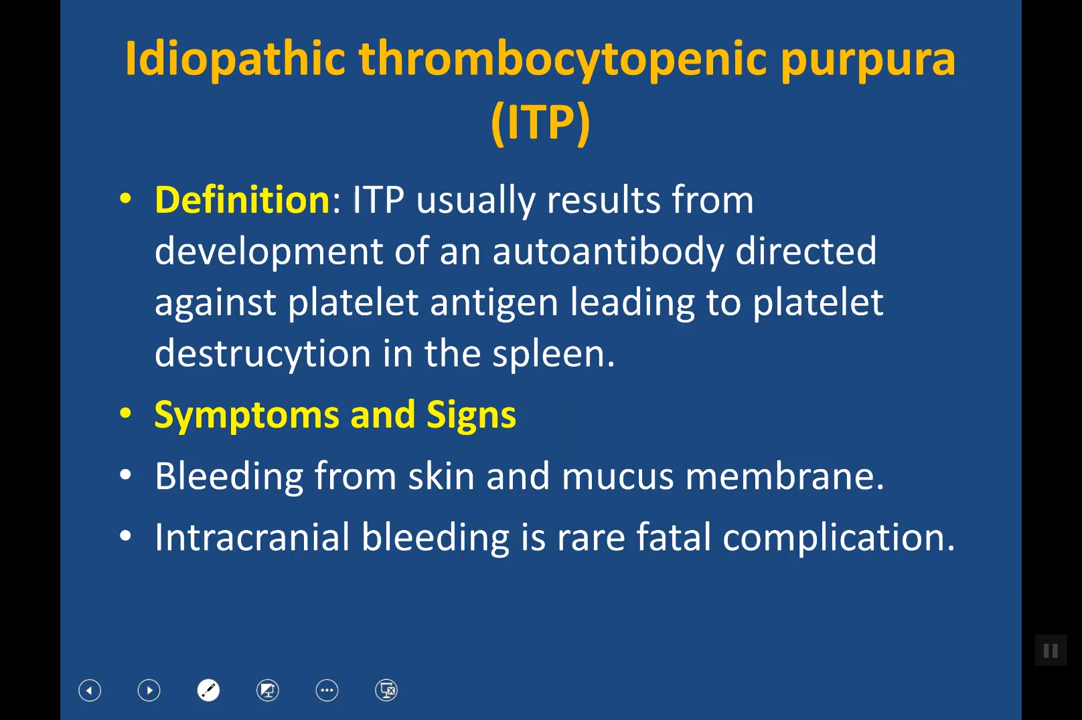 Idiopathic thrombocytopenic purpura
(ITP)
• Definition: ITP usually results from
development of an autoantibody directed
against platelet antigen leading to platelet
destrucytion in the spleen.
• Symptoms and Signs
• Bleeding from skin and mucus membrane.
• Intracranial bleeding is rare fatal complication.